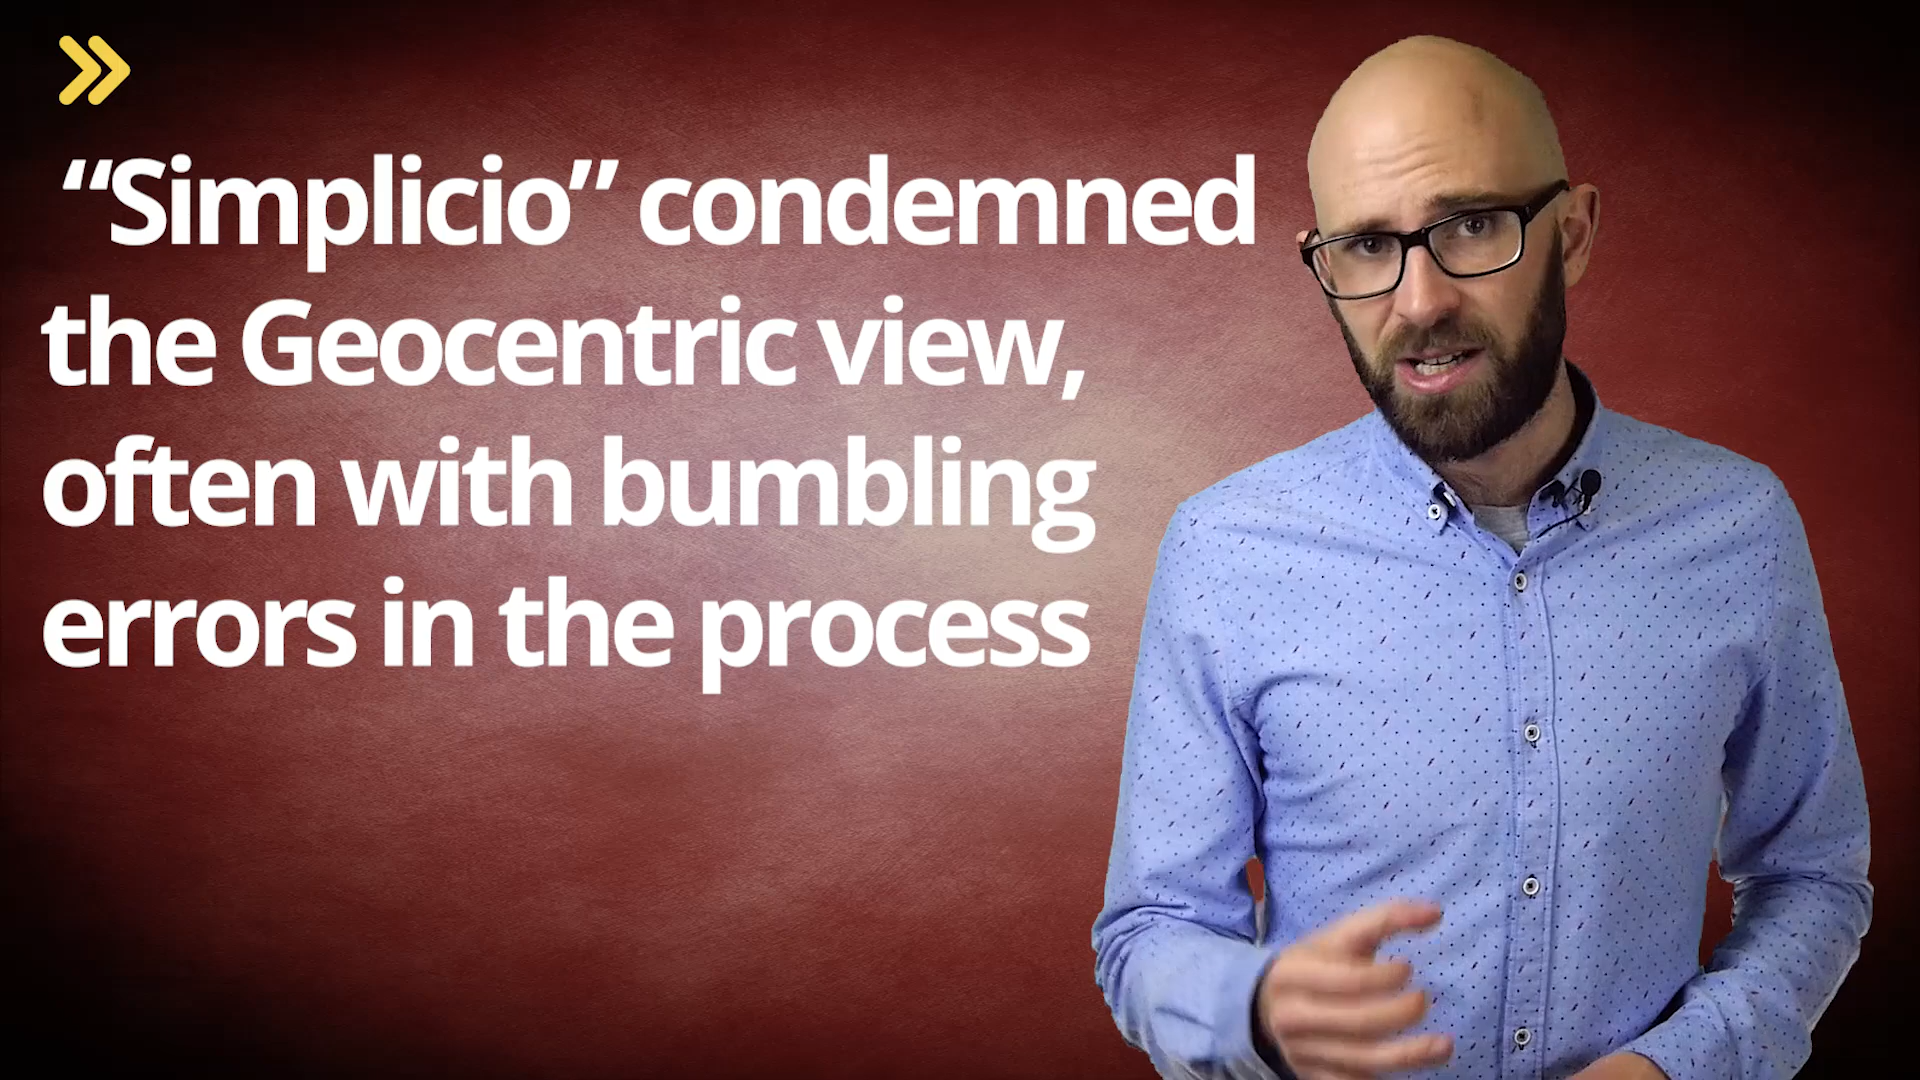 “Simplicio” condemned
the Geocentric view,
often with bumbling
errors in the process